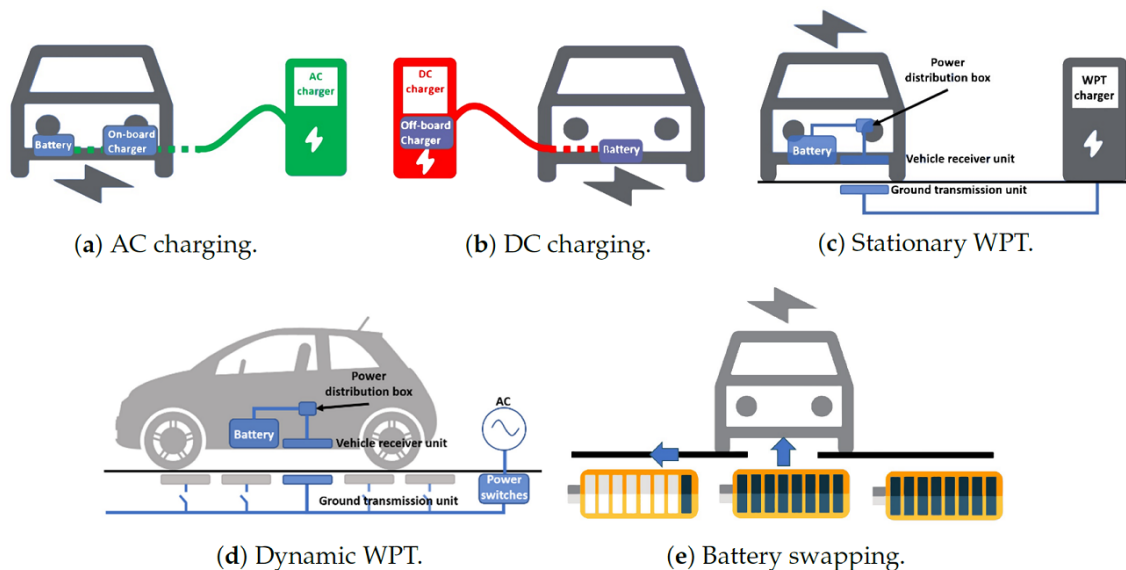 AC
charger
On-board
Charger
Battery
(a) AC charging.
DC
charger
Off-board
Charger
Battery
(b) DC charging.
Power
distribution box
WPT
charger
Battery
Vehicle receiver unit
Ground transmission unit
(c) Stationary WPT.
Power
distribution box
AC
Battery
Vehicle receiver unit
Power
switches
Ground transmission unit
(d) Dynamic WPT.
(e) Battery swapping.